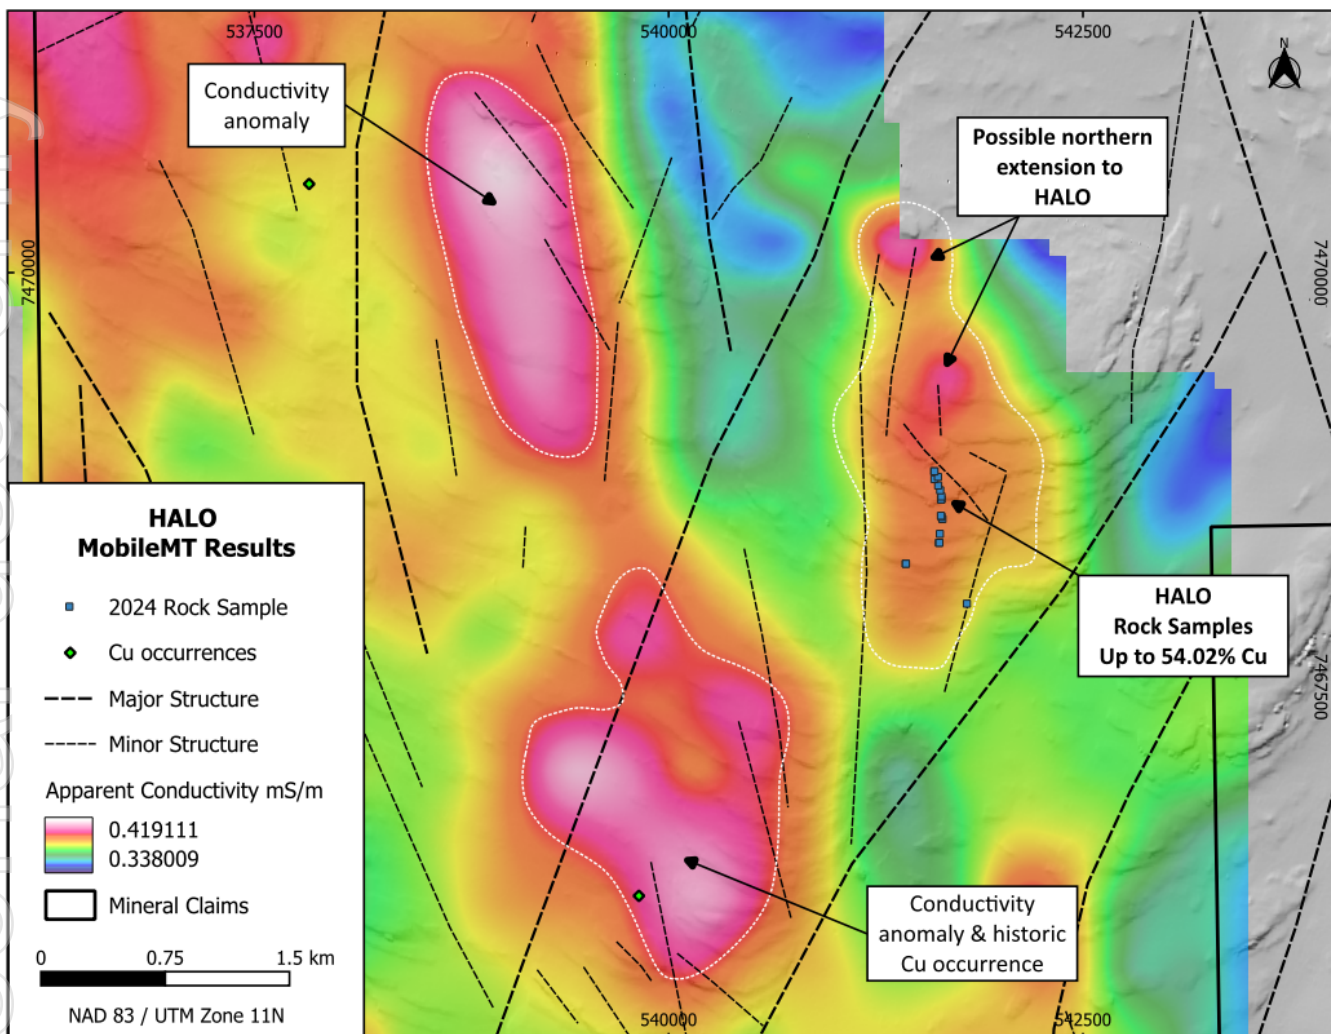 537500
540000
542500
N
Conductivity
anomaly
Possible northern
extension to
HALO
7470000
7470000
HALO
MobileMT Results
2024 Rock Sample
Cu occurrences
Major Structure
Minor Structure
Apparent Conductivity mS/m
0.419111
0.338009
Mineral Claims
0
0.75
1.5 km
NAD 83 / UTM Zone 11N
HALO
Rock Samples
Up to 54.02% Cu
7467500
Conductivity
anomaly & historic
Cu occurrence
540000
542500